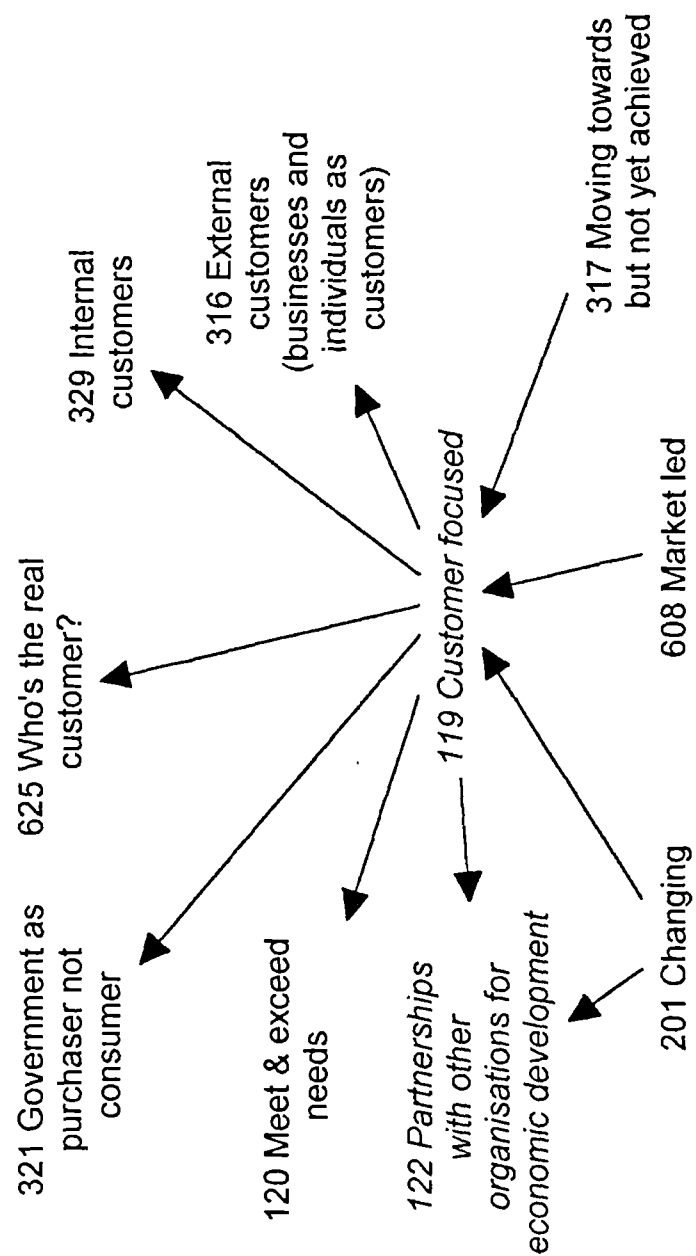 321 Government as
purchaser not
consumer
625 Who's the real
customer?
329 Internal
customers
316 External
customers
(businesses and
individuals as
customers)
120 Meet & exceed
needs
122 Partnerships
with other
organisations for
economic development
119 Customer focused
201 Changing
608 Market led
317 Moving towards
but not yet achieved